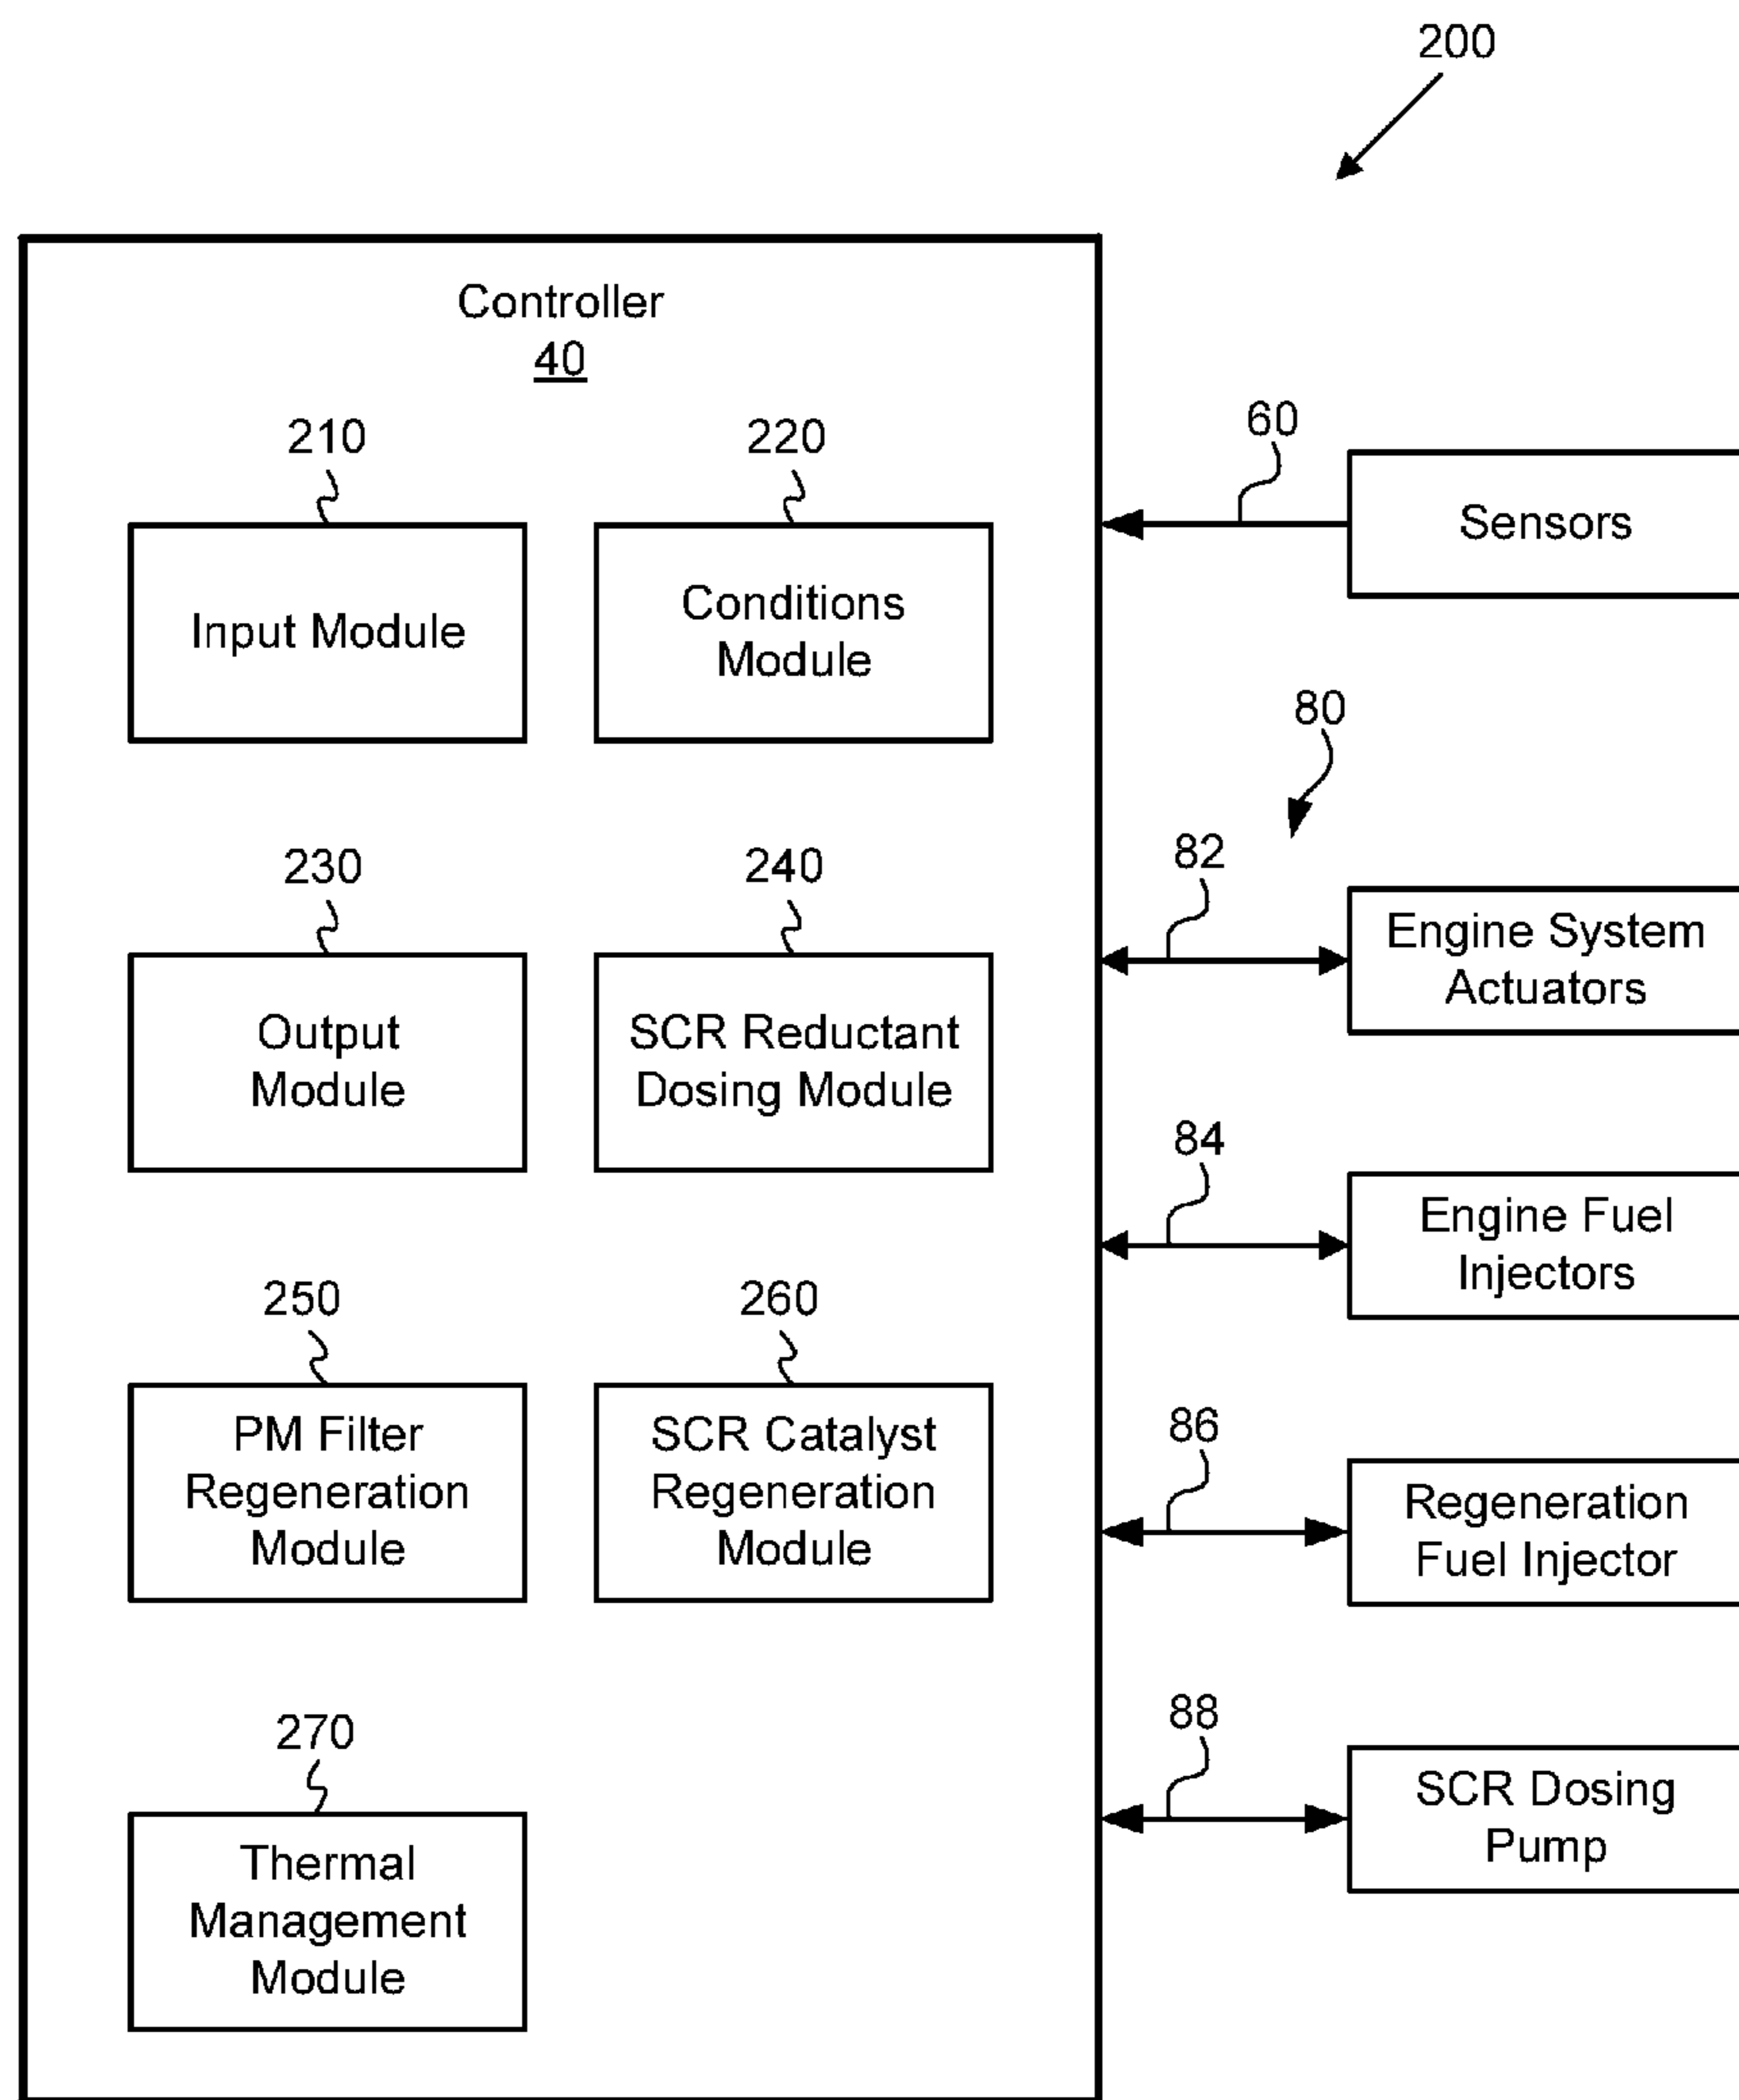 200
Controller
40
210
Input Module
220
Conditions
Module
230
Output
Module
240
SCR Reductant
Dosing Module
250
PM Filter
Regeneration
Module
260
SCR Catalyst
Regeneration
Module
270
Thermal
Management
Module
60
Sensors
80
82
Engine System
Actuators
84
Engine Fuel
Injectors
86
Regeneration
Fuel Injector
88
SCR Dosing
Pump